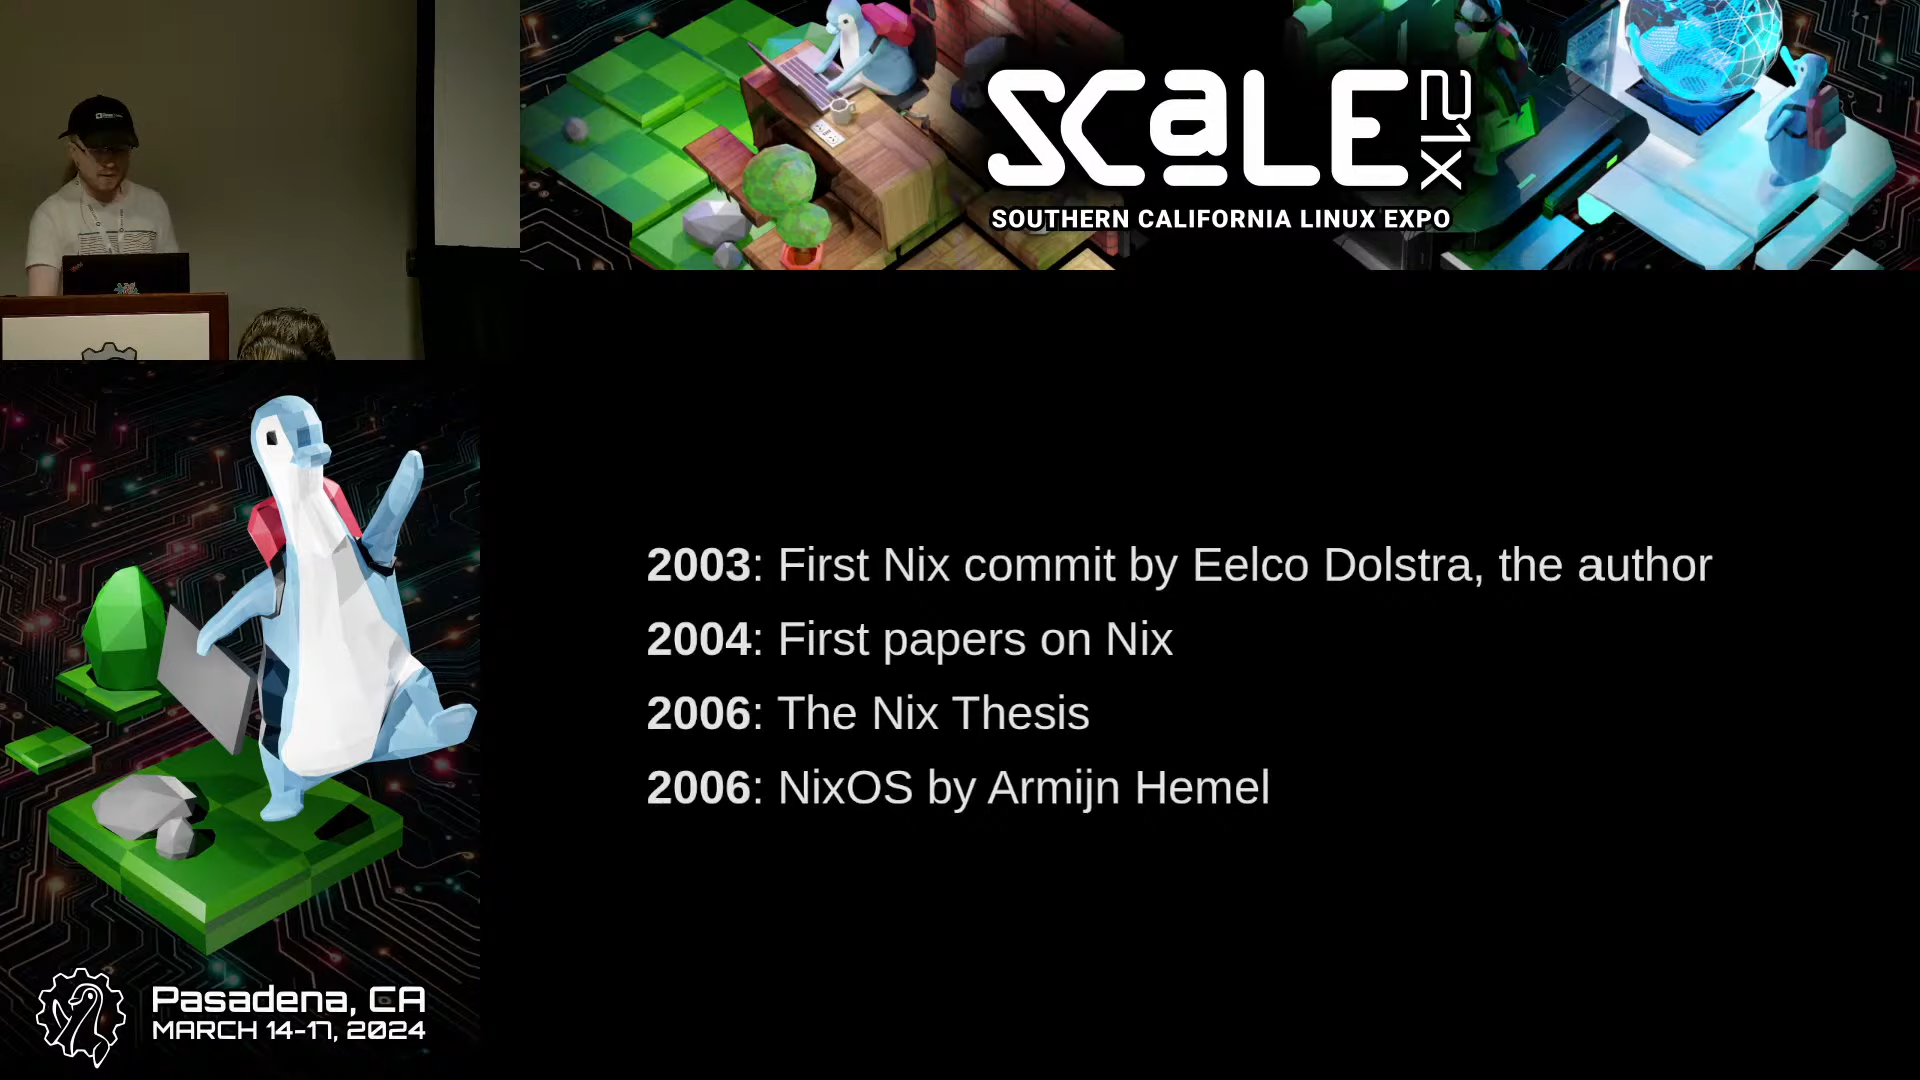 SCaLE 21X
SOUTHERN CALIFORNIA LINUX EXPO
2003: First Nix commit by Eelco Dolstra, the author
2004: First papers on Nix
2006: The Nix Thesis
2006: NixOS by Armijn Hemel
Pasadena, CA
MARCH 14-17, 2024